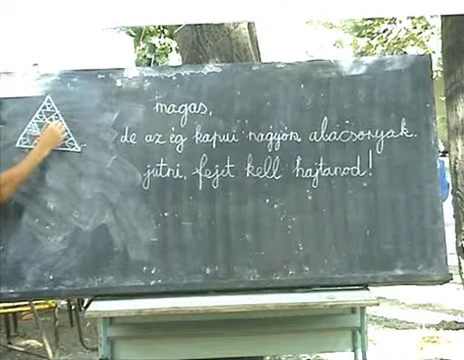 magas,
de az ég kapui nagyon alacsonyak.
jutni, fejet kell hajtanod!